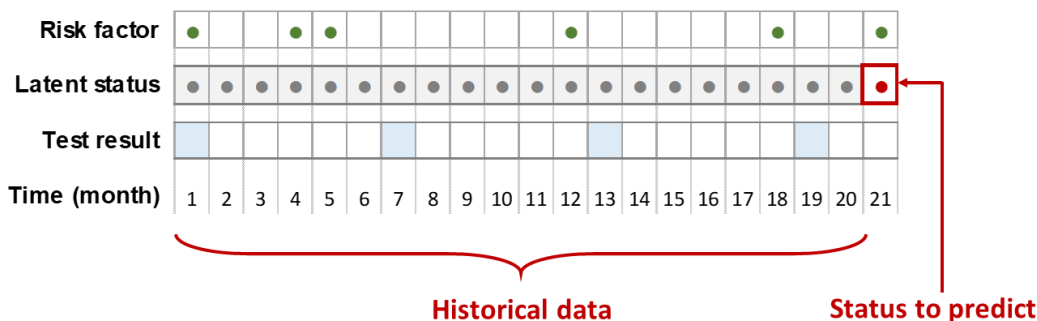 Risk factor
Latent status
Test result
Time (month) 1 2 3 4 5 6 7 8 9 10 11 12 13 14 15 16 17 18 19 20 21
Historical data
Status to predict